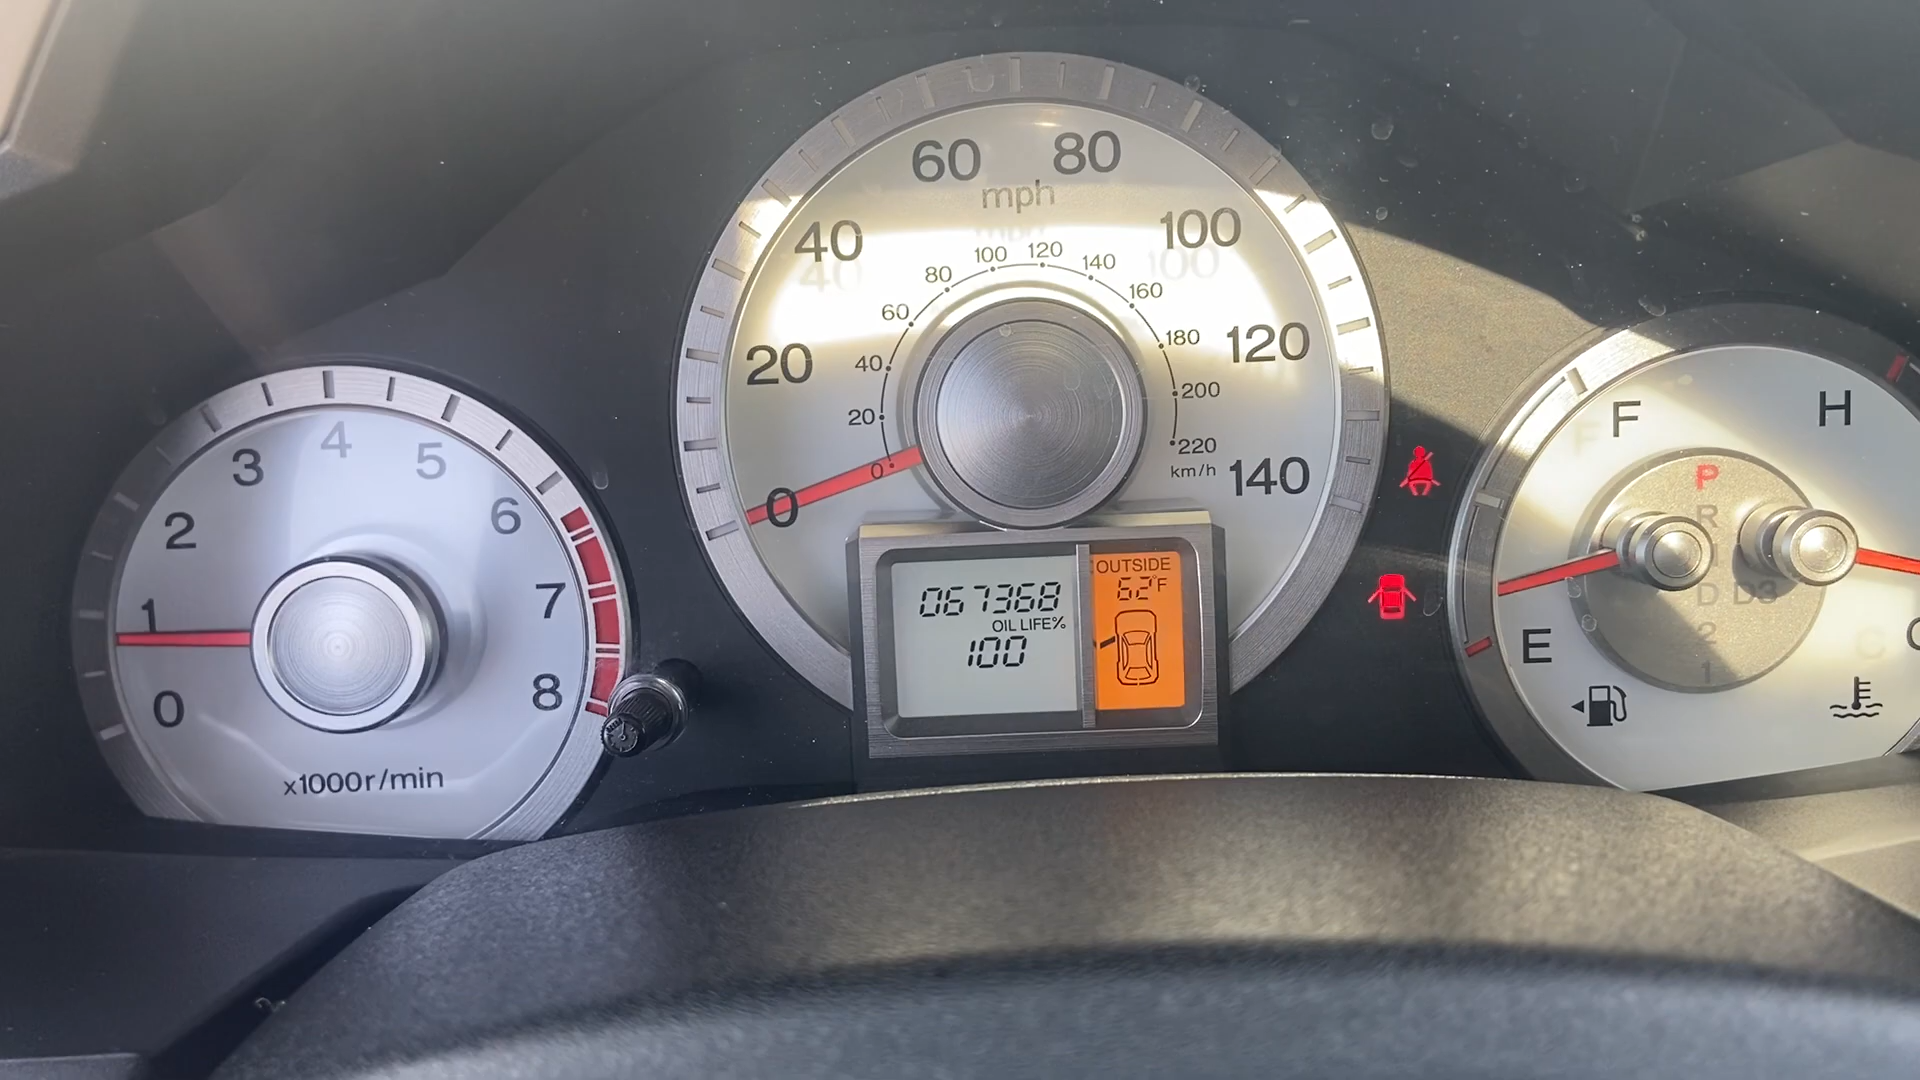 0 1 2 3 4 5 6 7 8
x1000r/min
0 20 40 60 80 100 120 140
mph
0 20 40 60 80 100 120 140 160 180 200 220
km/h
067368
OIL LIFE%
100
OUTSIDE
62°F
F
E
P
R
N
D D3
2
1
H
C